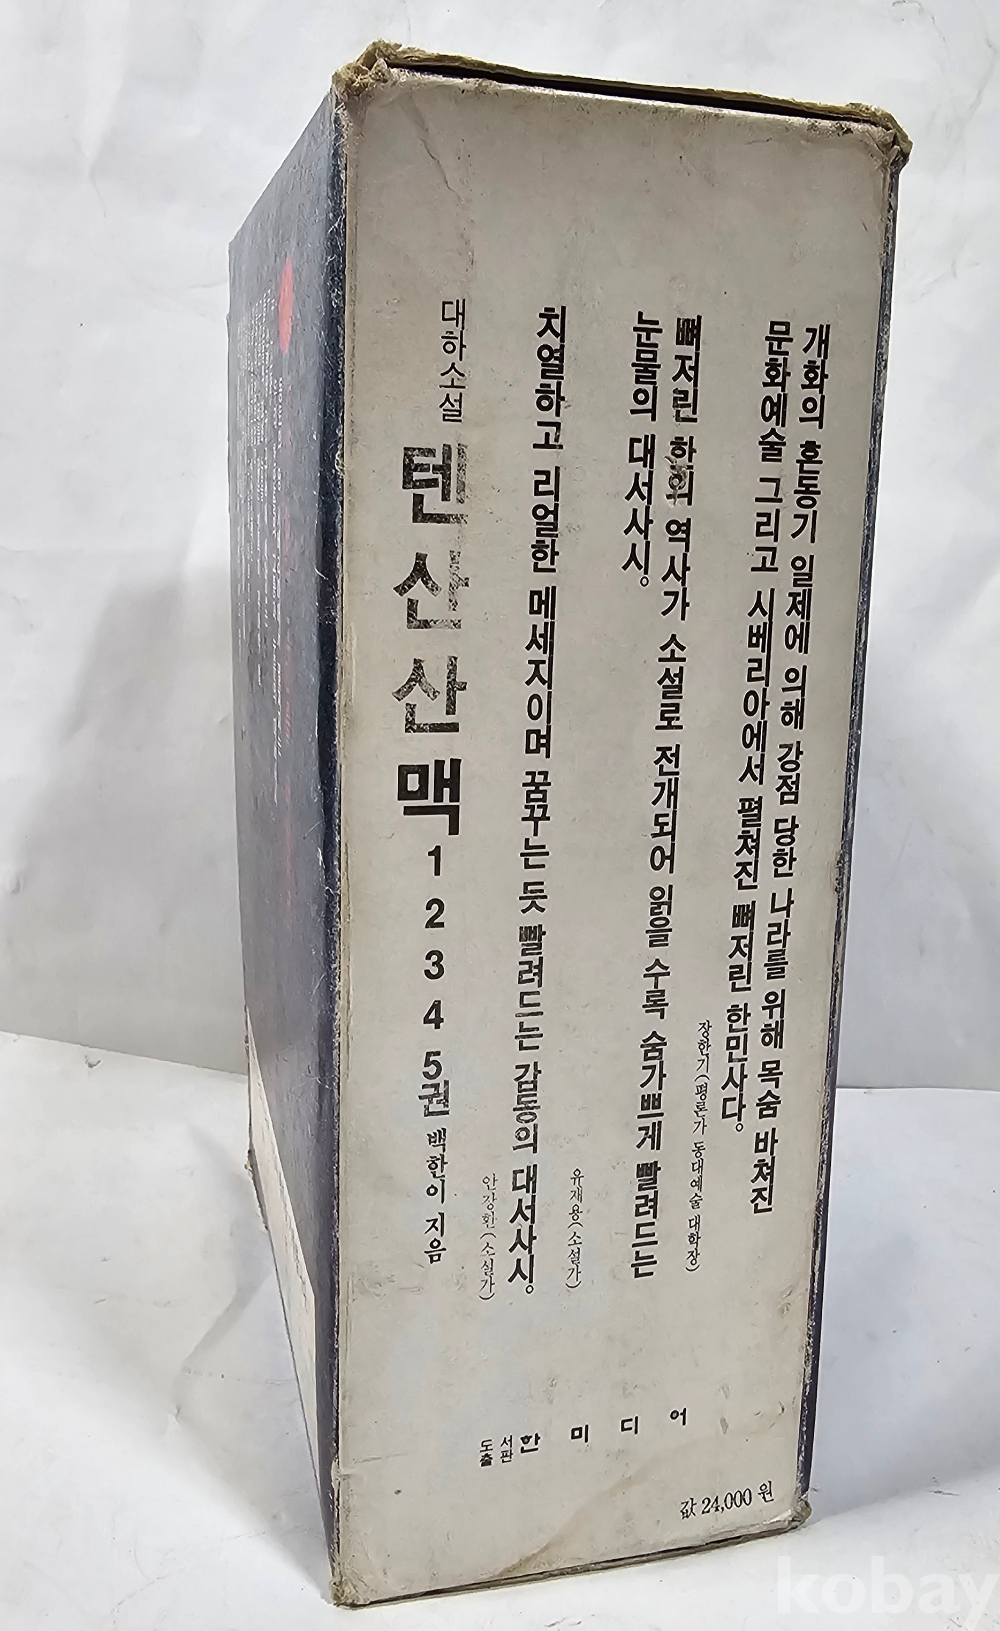 개화의 혼동기 일제에 의해 강점 당한 나라를 위해 목숨 바쳐진
문화예술 그리고 시베리아에서 펼쳐진 뼈저린 한민사다。
장한기(평론가 동대예술 대학장)
뼈저린 한의 역사가 소설로 전개되어 읽을 수록 숨가쁘게 빨려드는
눈물의 대서사시。
유재용(소설가)
치열하고 리얼한 메세지이며 꿈꾸는 듯 빨려드는 감동의 대서사시。
안강환(소설가)
대하소설 텐산산맥 1 2 3 4 5권 백한이 지음
도서출판 한미디어
값 24,000 원
kobay